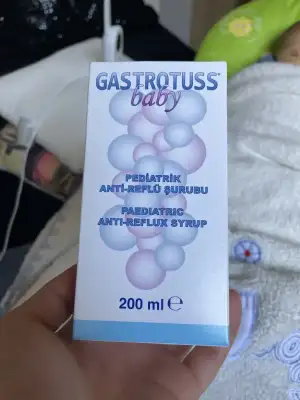 GASTROTUSS®
baby
PEDİATRİK
ANTİ-REFLÜ ŞURUBU
PAEDIATRIC
ANTI-REFLUX SYRUP
200 ml ℮